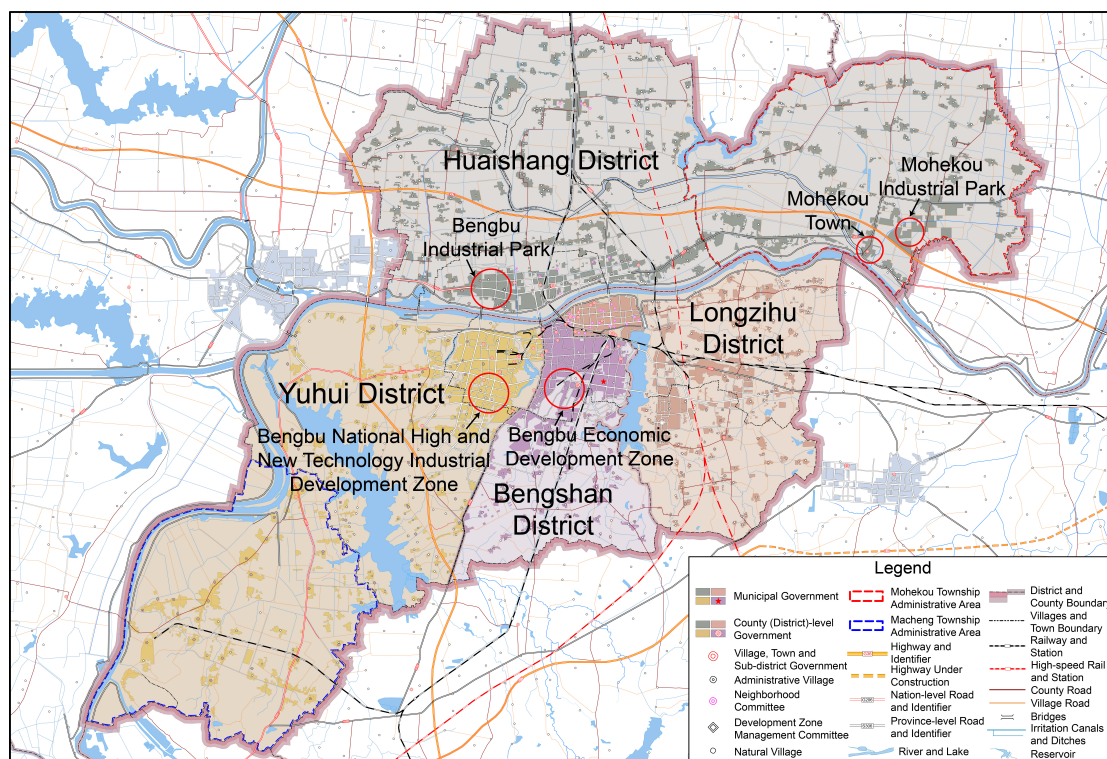 Huaishang District
Mohekou
Industrial Park
Mohekou
Town
Bengbu
Industrial Park
Longzihu
District
Yuhui District
Bengbu National High and
New Technology Industrial
Development Zone
Bengbu Economic
Development Zone
Bengshan
District
Legend
Municipal Government
County (District)-level
Government
Village, Town and
Sub-district Government
Administrative Village
Neighborhood
Committee
Development Zone
Management Committee
Natural Village
Mohekou Township
Administrative Area
Macheng Township
Administrative Area
Highway and
Identifier
Highway Under
Construction
Nation-level Road
and Identifier
Province-level Road
and Identifier
River and Lake
District and
County Boundary
Villages and
Town Boundary
Railway and
Station
High-speed Rail
and Station
County Road
Village Road
Bridges
Irritation Canals
and Ditches
Reservoir